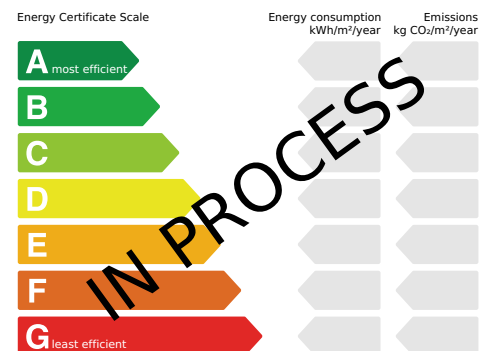 Energy Certificate Scale
Energy consumption
kWh/m²/year
Emissions
kg CO₂/m²/year
A most efficient
B
C
D
E
F
G least efficient
IN PROCESS